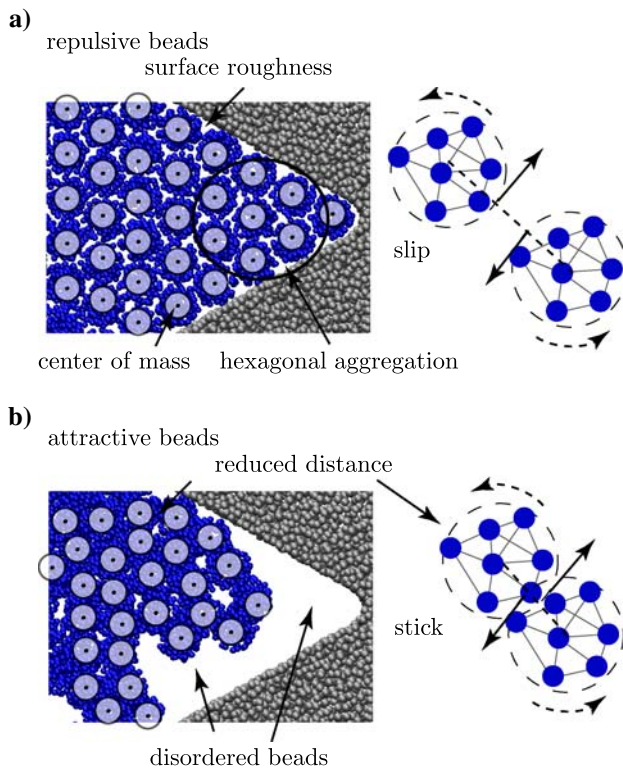 a)
repulsive beads
surface roughness
slip
center of mass hexagonal aggregation
b)
attractive beads
reduced distance
stick
disordered beads